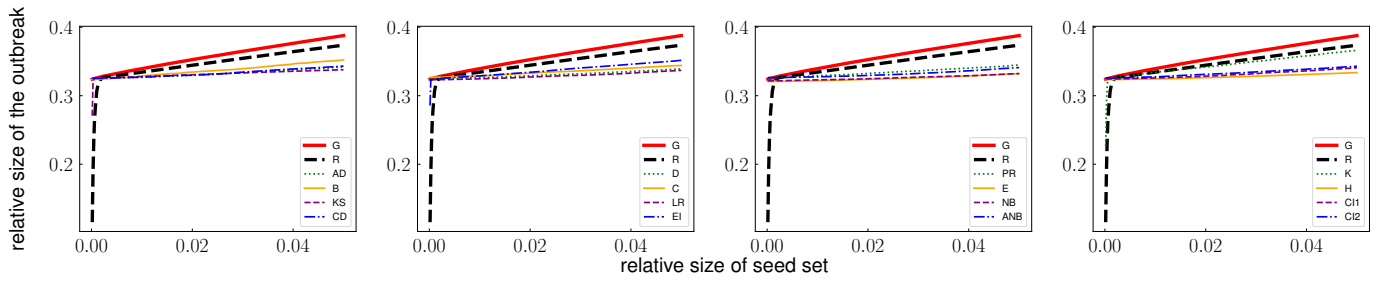 relative size of the outbreak
0.4
0.3
0.2
0.00
0.02
0.04
G
R
AD
B
KS
CD
0.4
0.3
0.2
0.00
0.02
0.04
G
R
D
C
LR
EI
0.4
0.3
0.2
0.00
0.02
0.04
G
R
PR
E
NB
ANB
0.4
0.3
0.2
0.00
0.02
0.04
G
R
K
H
CI1
CI2
relative size of seed set